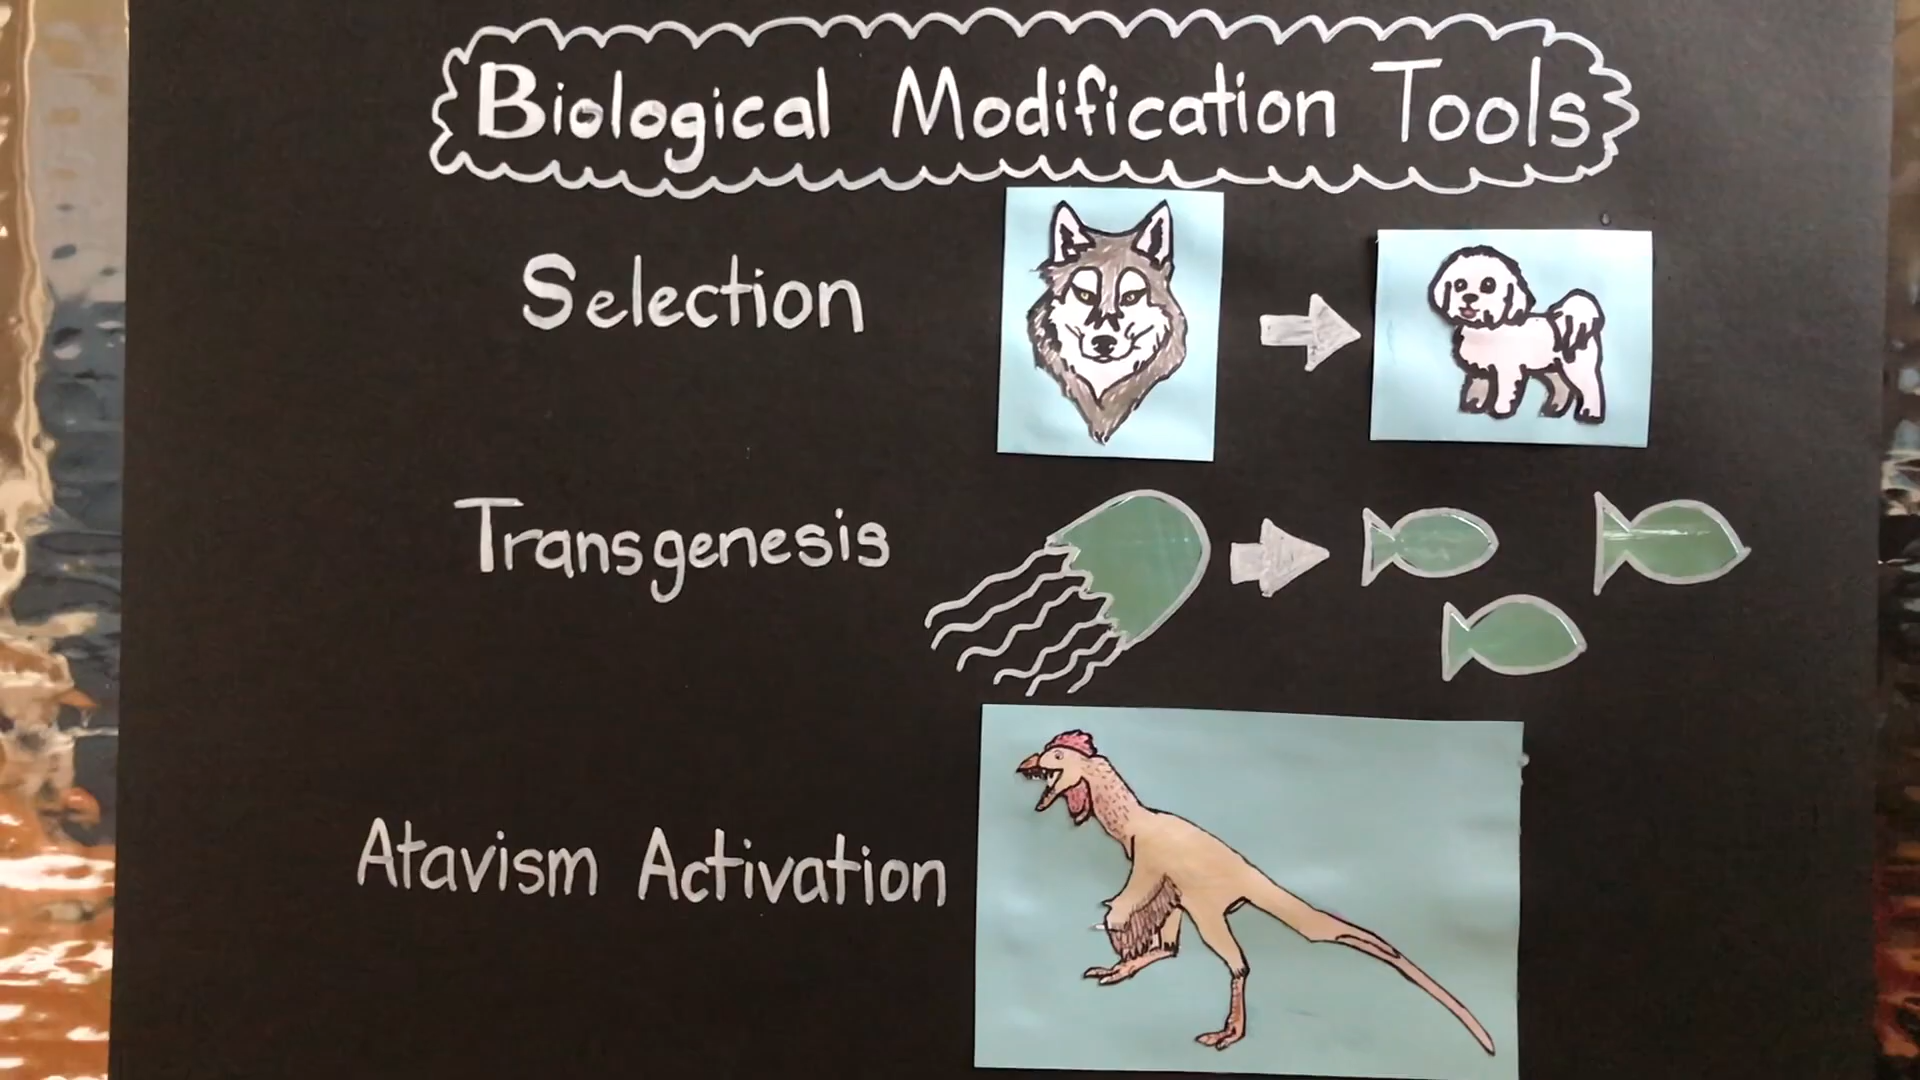 Biological Modification Tools
Selection
Transgenesis
Atavism Activation